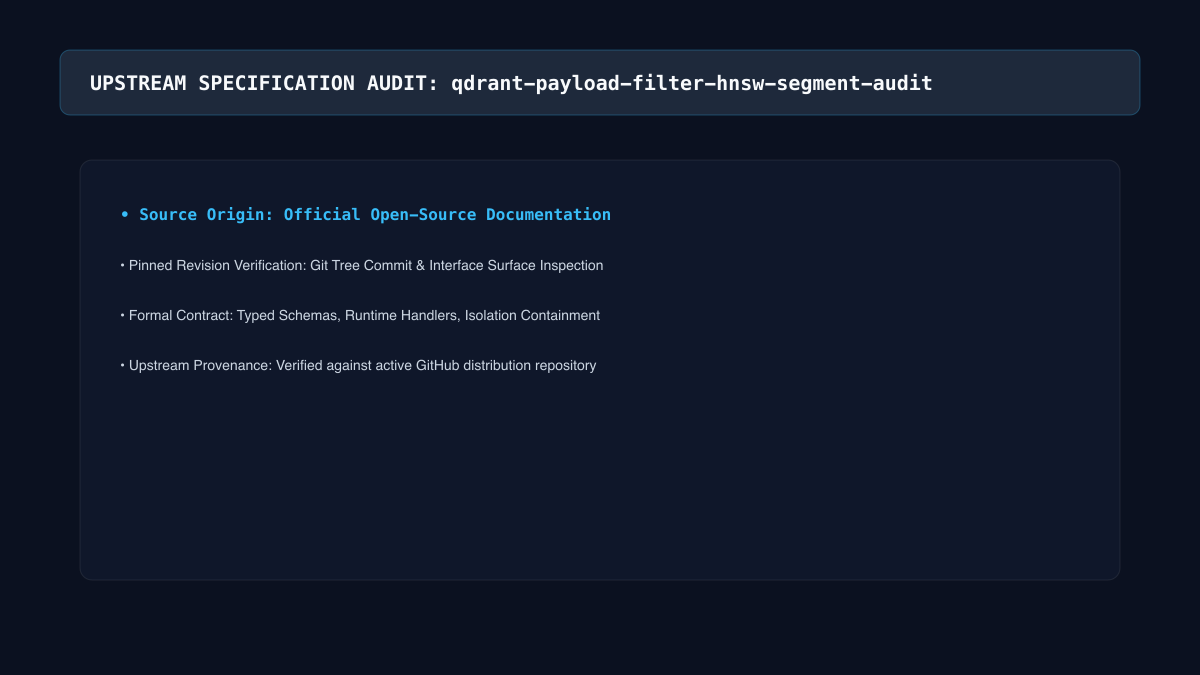 UPSTREAM SPECIFICATION AUDIT: qdrant-payload-filter-hnsw-segment-audit
• Source Origin: Official Open-Source Documentation
• Pinned Revision Verification: Git Tree Commit & Interface Surface Inspection
• Formal Contract: Typed Schemas, Runtime Handlers, Isolation Containment
• Upstream Provenance: Verified against active GitHub distribution repository